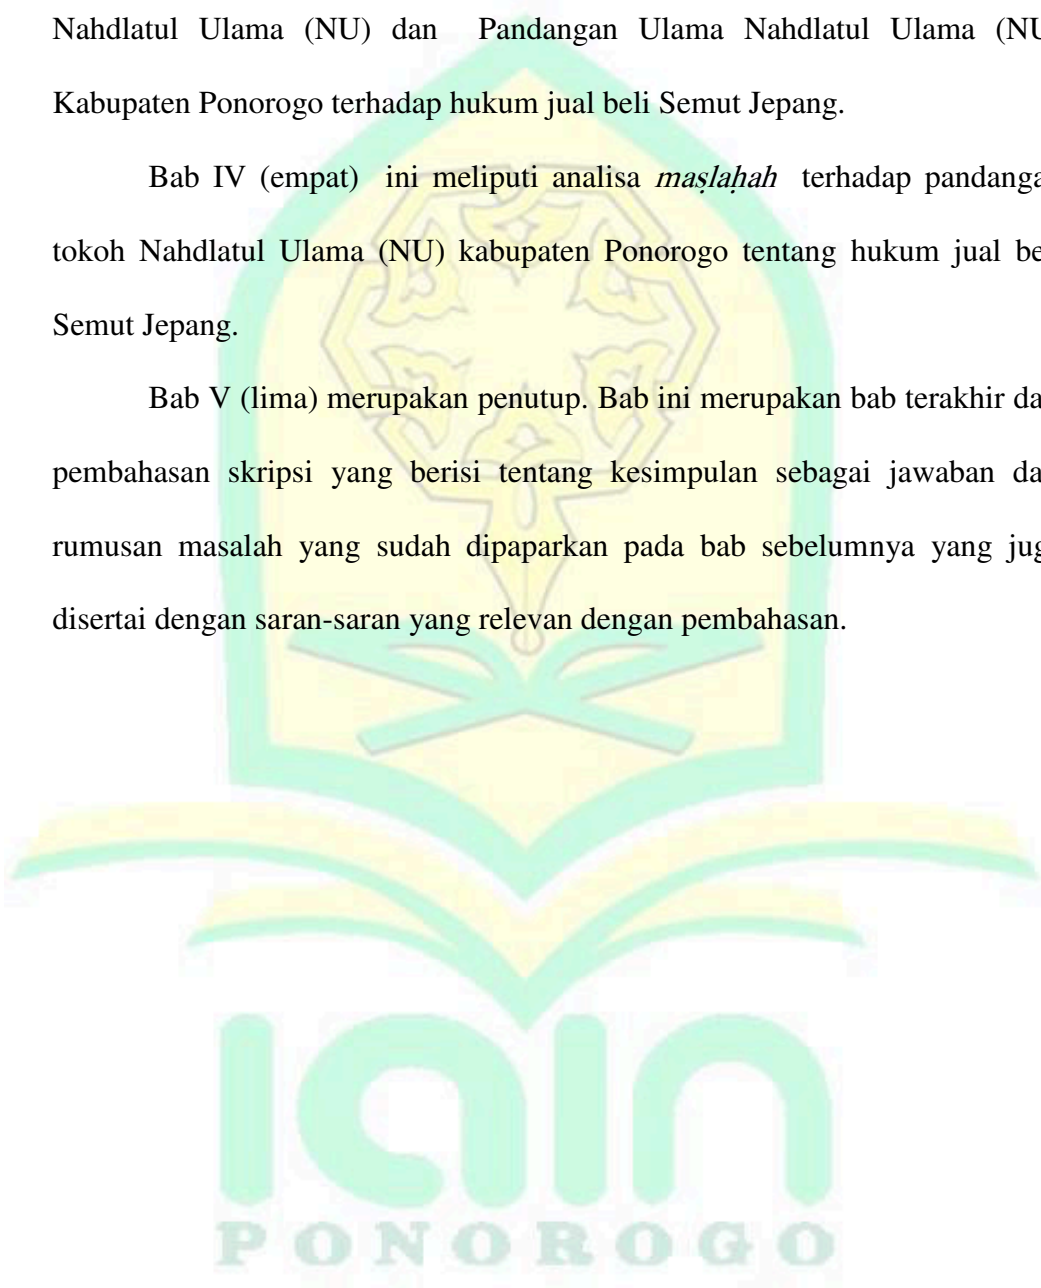 Nahdlatul Ulama (NU) dan Pandangan Ulama Nahdlatul Ulama (NU
Kabupaten Ponorogo terhadap hukum jual beli Semut Jepang.
Bab IV (empat) ini meliputi analisa maṣlaḥah terhadap pandanga
tokoh Nahdlatul Ulama (NU) kabupaten Ponorogo tentang hukum jual be
Semut Jepang.
Bab V (lima) merupakan penutup. Bab ini merupakan bab terakhir da
pembahasan skripsi yang berisi tentang kesimpulan sebagai jawaban da
rumusan masalah yang sudah dipaparkan pada bab sebelumnya yang jug
disertai dengan saran-saran yang relevan dengan pembahasan.
iain
PONOROGO